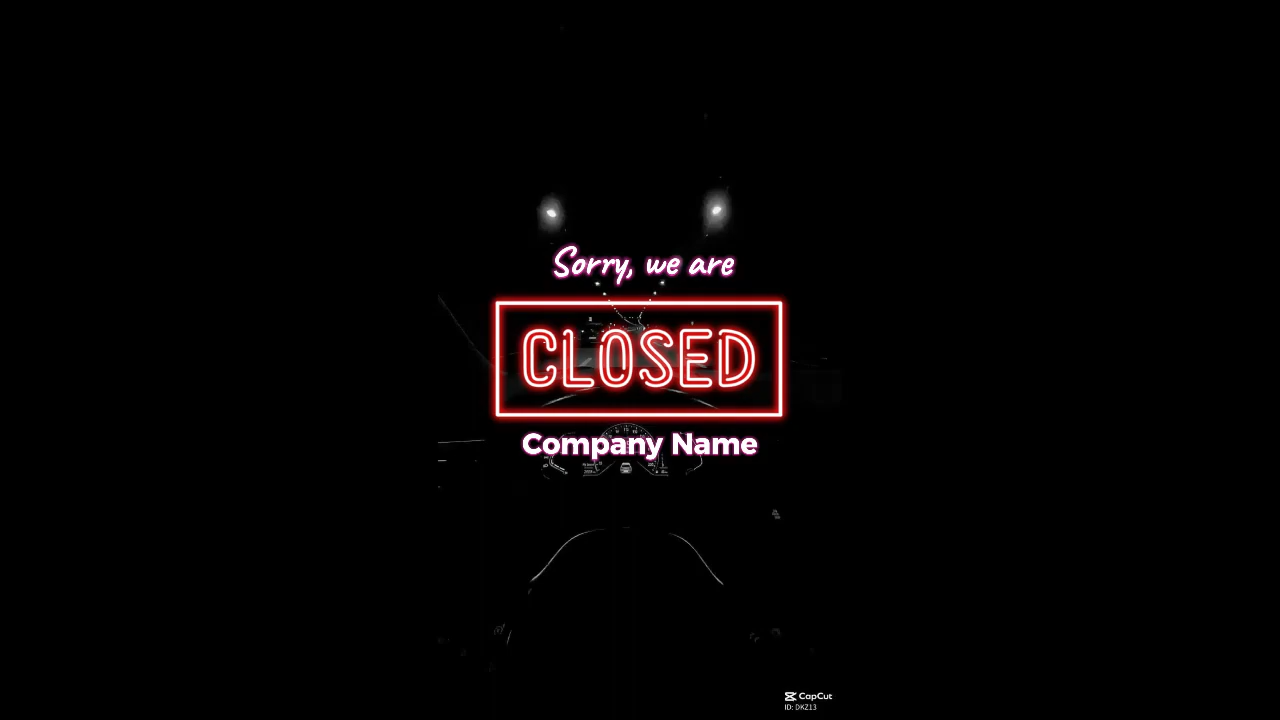 Sorry, we are
CLOSED
Company Name
CapCut
ID: DKZ13